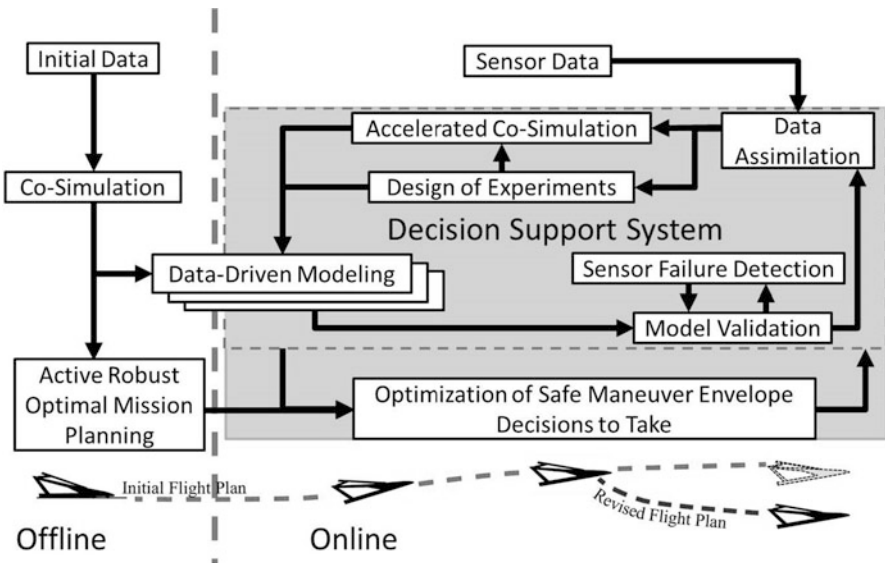 Initial Data
Sensor Data
Accelerated Co-Simulation
Data
Assimilation
Co-Simulation
Design of Experiments
Decision Support System
Data-Driven Modeling
Sensor Failure Detection
Model Validation
Active Robust
Optimal Mission
Planning
Optimization of Safe Maneuver Envelope
Decisions to Take
Initial Flight Plan
Revised Flight Plan
Offline
Online